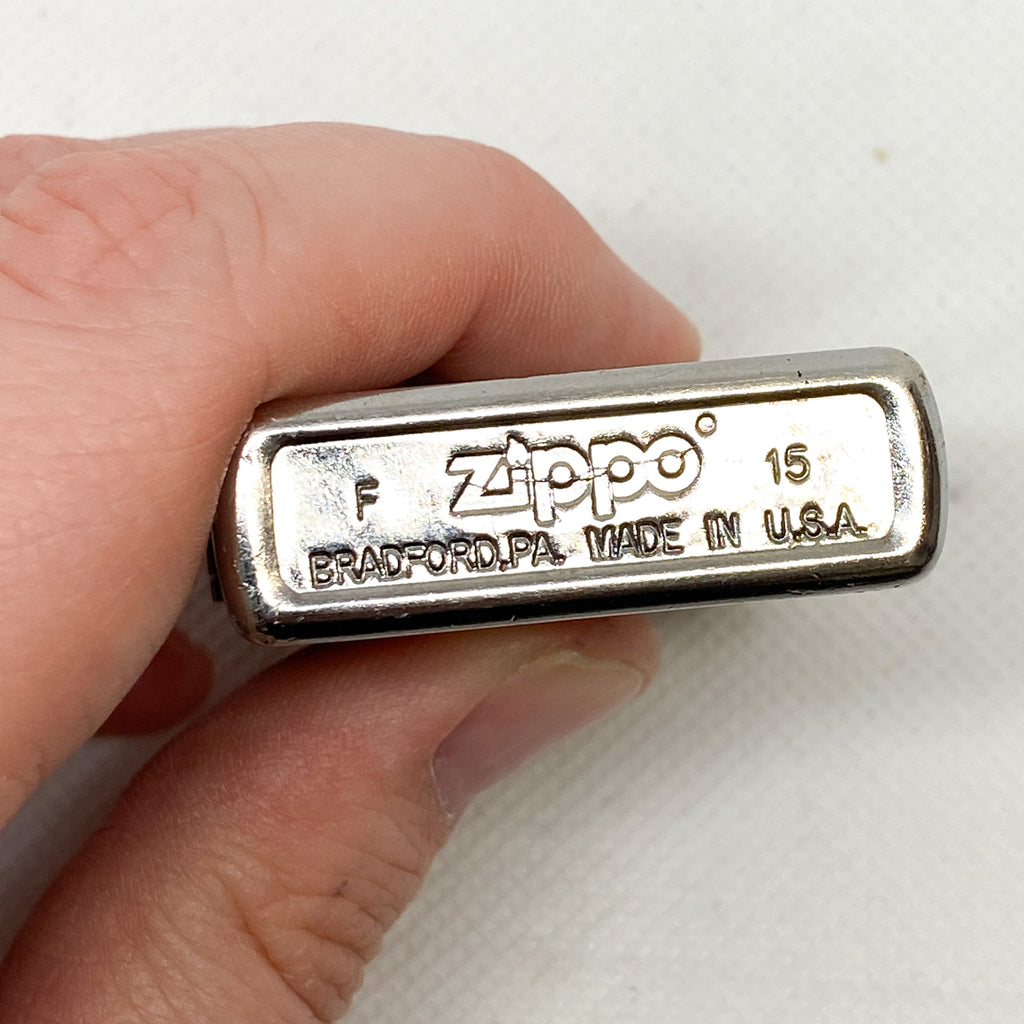 F zippo 15
BRADFORD, PA. MADE IN U.S.A.